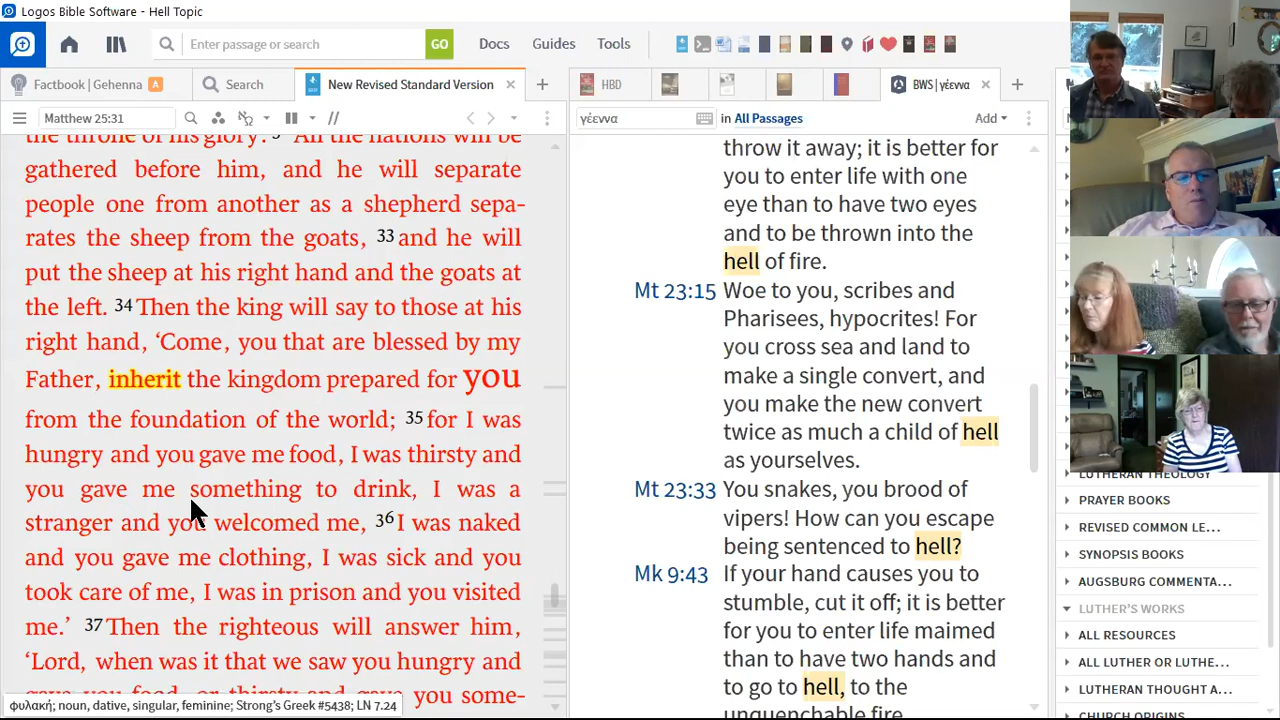 Logos Bible Software - Hell Topic
Enter passage or search
GO
Docs
Guides
Tools
Factbook | Gehenna A
Search
New Revised Standard Version
Matthew 25:31
gathered before him, and he will separate
people one from another as a shepherd sepa-
rates the sheep from the goats, 33 and he will
put the sheep at his right hand and the goats at
the left. 34 Then the king will say to those at his
right hand, ‘Come, you that are blessed by my
Father, inherit the kingdom prepared for you
from the foundation of the world; 35 for I was
hungry and you gave me food, I was thirsty and
you gave me something to drink, I was a
stranger and you welcomed me, 36 I was naked
and you gave me clothing, I was sick and you
took care of me, I was in prison and you visited
me.’ 37 Then the righteous will answer him,
‘Lord, when was it that we saw you hungry and
φυλακή; noun, dative, singular, feminine; Strong's Greek #5438; LN 7.24
you some-
HBD
BWS | γέεννα
γέεννα
in All Passages
Add
throw it away; it is better for
you to enter life with one
eye than to have two eyes
and to be thrown into the
hell of fire.
Mt 23:15 Woe to you, scribes and
Pharisees, hypocrites! For
you cross sea and land to
make a single convert, and
you make the new convert
twice as much a child of hell
as yourselves.
Mt 23:33 You snakes, you brood of
vipers! How can you escape
being sentenced to hell?
Mk 9:43 If your hand causes you to
stumble, cut it off; it is better
for you to enter life maimed
than to have two hands and
to go to hell, to the
unquenchable fire.
LUTHERAN THEOLOGY
PRAYER BOOKS
REVISED COMMON LE...
SYNOPSIS BOOKS
AUGSBURG COMMENTA...
LUTHER'S WORKS
ALL RESOURCES
ALL LUTHER OR LUTHE...
LUTHERAN THOUGHT A...
CHURCH ORIGINS